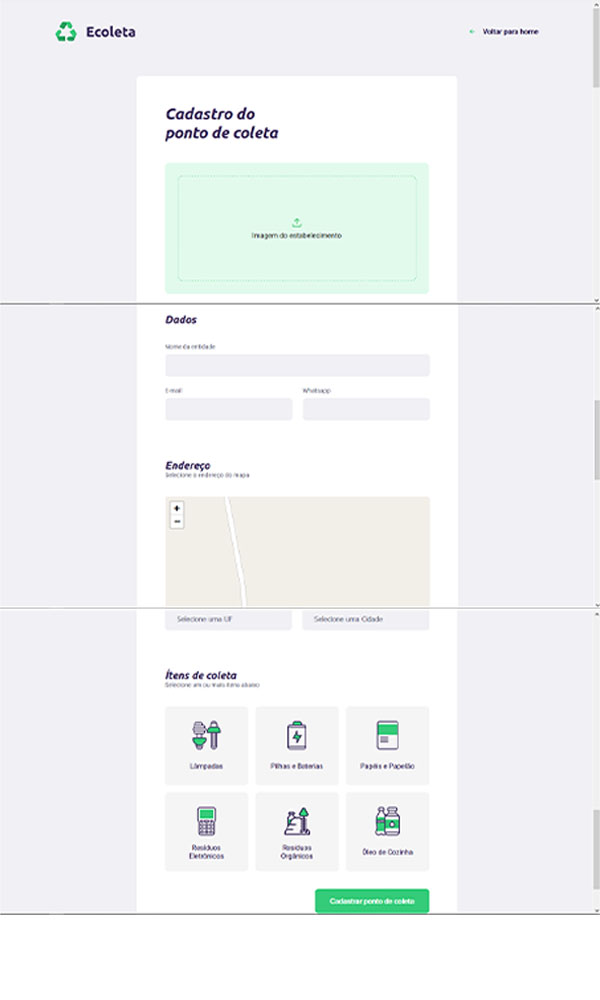 Ecoleta
Voltar para home
Cadastro do
ponto de coleta
Imagem do estabelecimento
Dados
Nome da entidade
E-mail
Whatsapp
Endereço
Selecione o endereço do mapa
+
−
Selecione uma UF
Selecione uma Cidade
Ítens de coleta
Selecione um ou mais ítens abaixo
Lâmpadas
Pilhas e Baterias
Papéis e Papelão
Resíduos
Eletrônicos
Resíduos
Orgânicos
Óleo de Cozinha
Cadastrar ponto de coleta